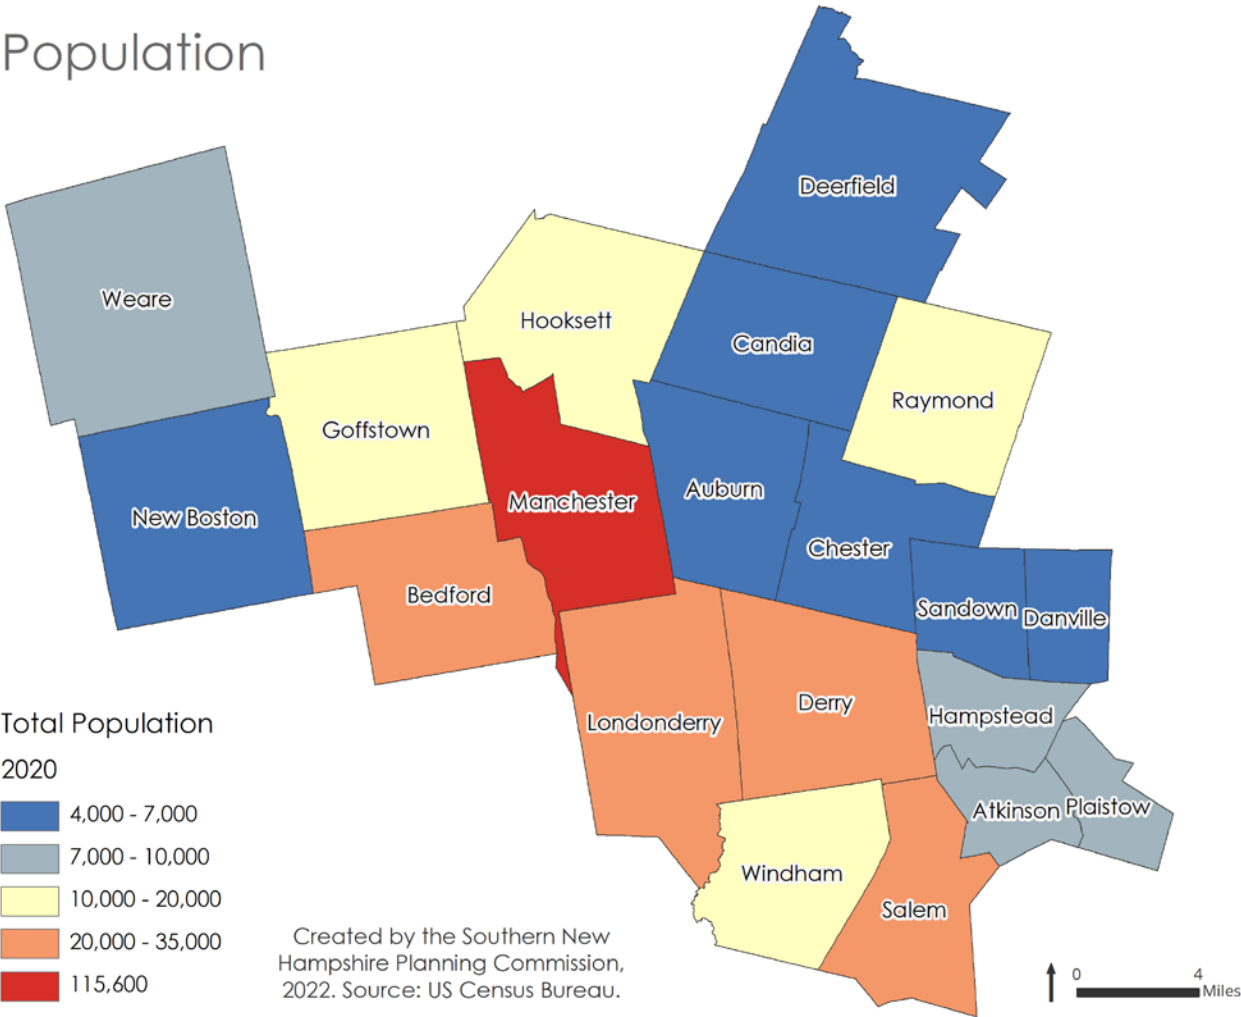 Population
Deerfield
Weare
Hooksett
Candia
Raymond
Goffstown
Auburn
Manchester
New Boston
Chester
Bedford
Sandown
Danville
Derry
Hampstead
Londonderry
Atkinson
Plaistow
Windham
Salem
Total Population
2020
4,000 - 7,000
7,000 - 10,000
10,000 - 20,000
20,000 - 35,000
115,600
Created by the Southern New
Hampshire Planning Commission,
2022. Source: US Census Bureau.
0 4
Miles